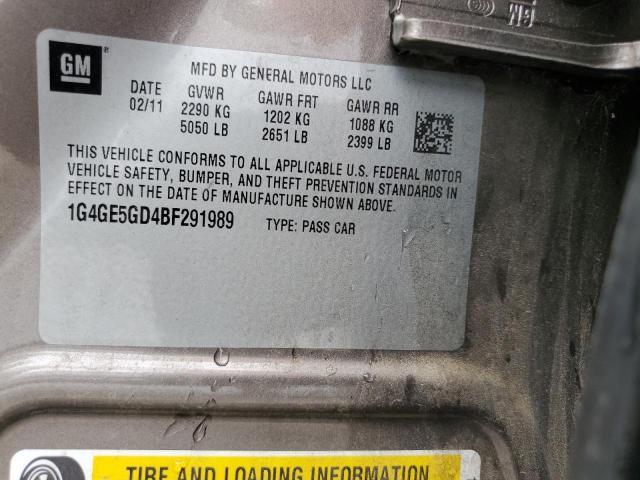 GM
MFD BY GENERAL MOTORS LLC
DATE GVWR GAWR FRT GAWR RR
02/11 2290 KG 1202 KG 1088 KG
5050 LB 2651 LB 2399 LB
THIS VEHICLE CONFORMS TO ALL APPLICABLE U.S. FEDERAL MOTOR
VEHICLE SAFETY, BUMPER, AND THEFT PREVENTION STANDARDS IN
EFFECT ON THE DATE OF MANUFACTURE SHOWN ABOVE.
1G4GE5GD4BF291989 TYPE: PASS CAR
TIRE AND LOADING INFORMATION